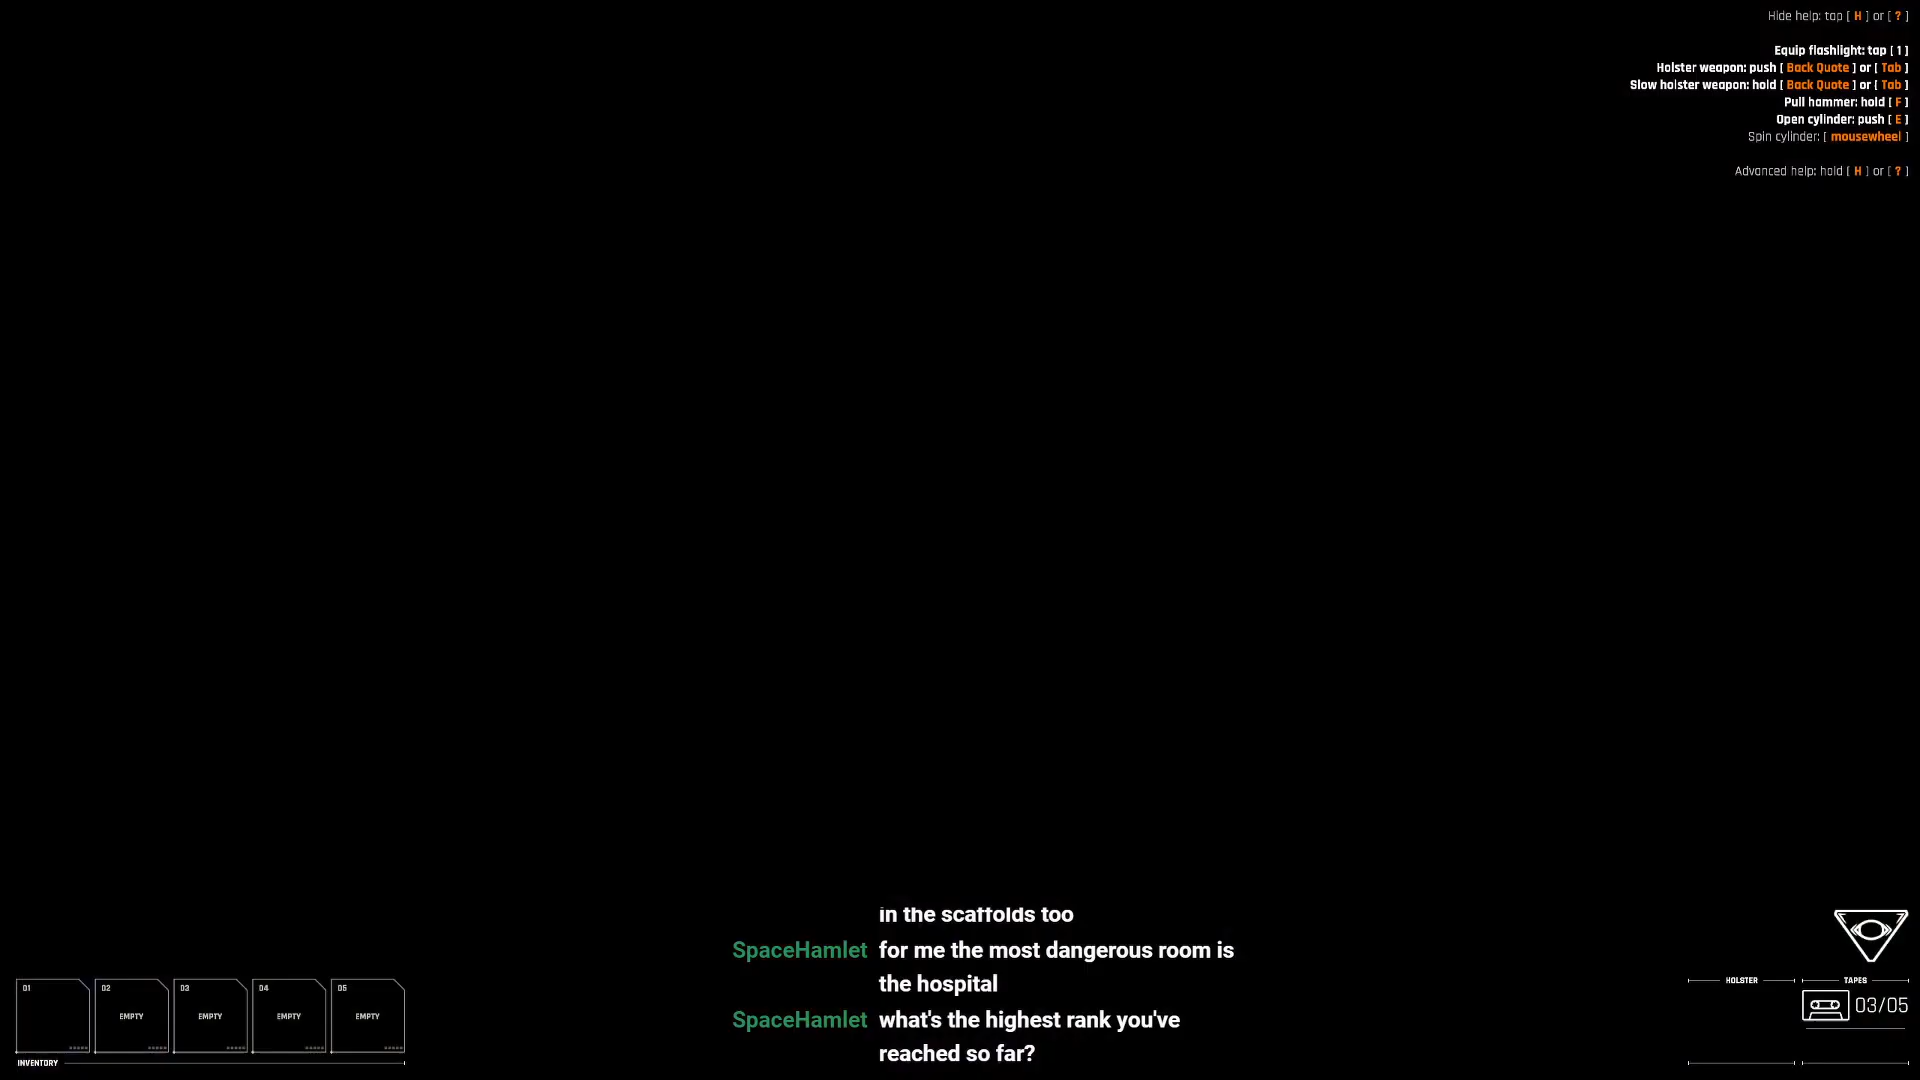 Hide help: tap [ H ] or [ ? ]
Equip flashlight: tap [ 1 ]
Holster weapon: push [ Back Quote ] or [ Tab ]
Slow holster weapon: hold [ Back Quote ] or [ Tab ]
Pull hammer: hold [ F ]
Open cylinder: push [ E ]
Spin cylinder: [ mousewheel ]
Advanced help: hold [ H ] or [ ? ]
in the scaffolds too
SpaceHamlet for me the most dangerous room is
the hospital
SpaceHamlet what's the highest rank you've
reached so far?
01 02 03 04 05
EMPTY EMPTY EMPTY EMPTY
INVENTORY
HOLSTER TAPES
03/05